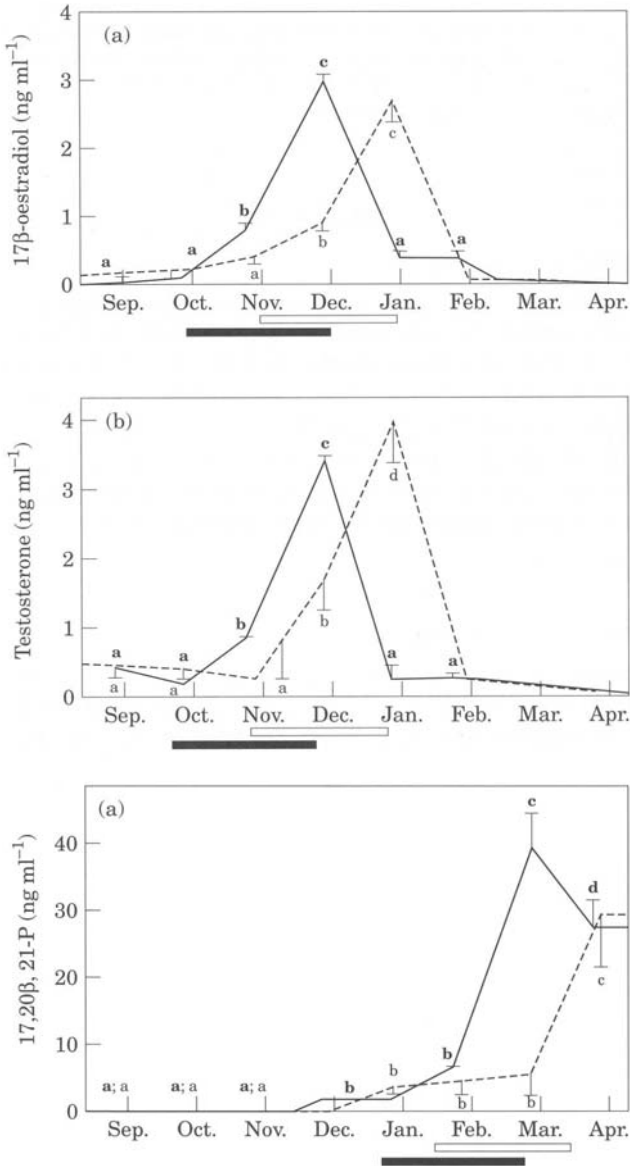 (a)
17β-oestradiol (ng ml⁻¹)
4
3
2
1
0
c
b
a
a
a
a
a
b
c
Sep. Oct. Nov. Dec. Jan. Feb. Mar. Apr.
(b)
Testosterone (ng ml⁻¹)
4
3
2
1
0
c
d
b
b
a
a
a
a
a
a
a
Sep. Oct. Nov. Dec. Jan. Feb. Mar. Apr.
(a)
17,20β, 21-P (ng ml⁻¹)
40
30
20
10
0
c
d
c
b
b
a; a a; a a; a b
b
b
Sep. Oct. Nov. Dec. Jan. Feb. Mar. Apr.